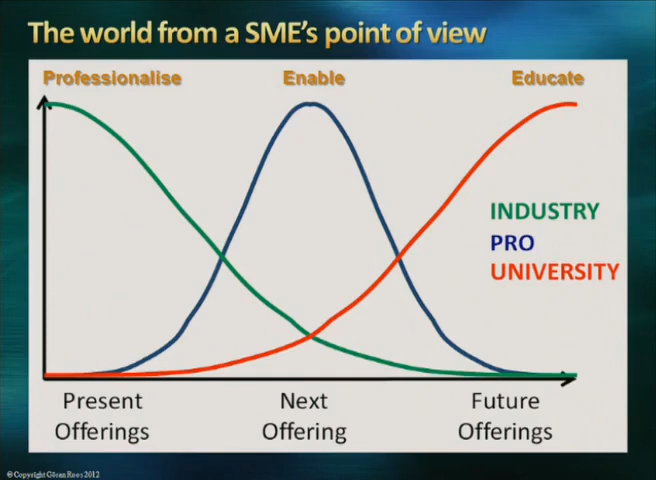 The world from a SME's point of view
Professionalise Enable Educate
INDUSTRY
PRO
UNIVERSITY
Present Next Future
Offerings Offering Offerings
©Copyright Göran Roos 2012